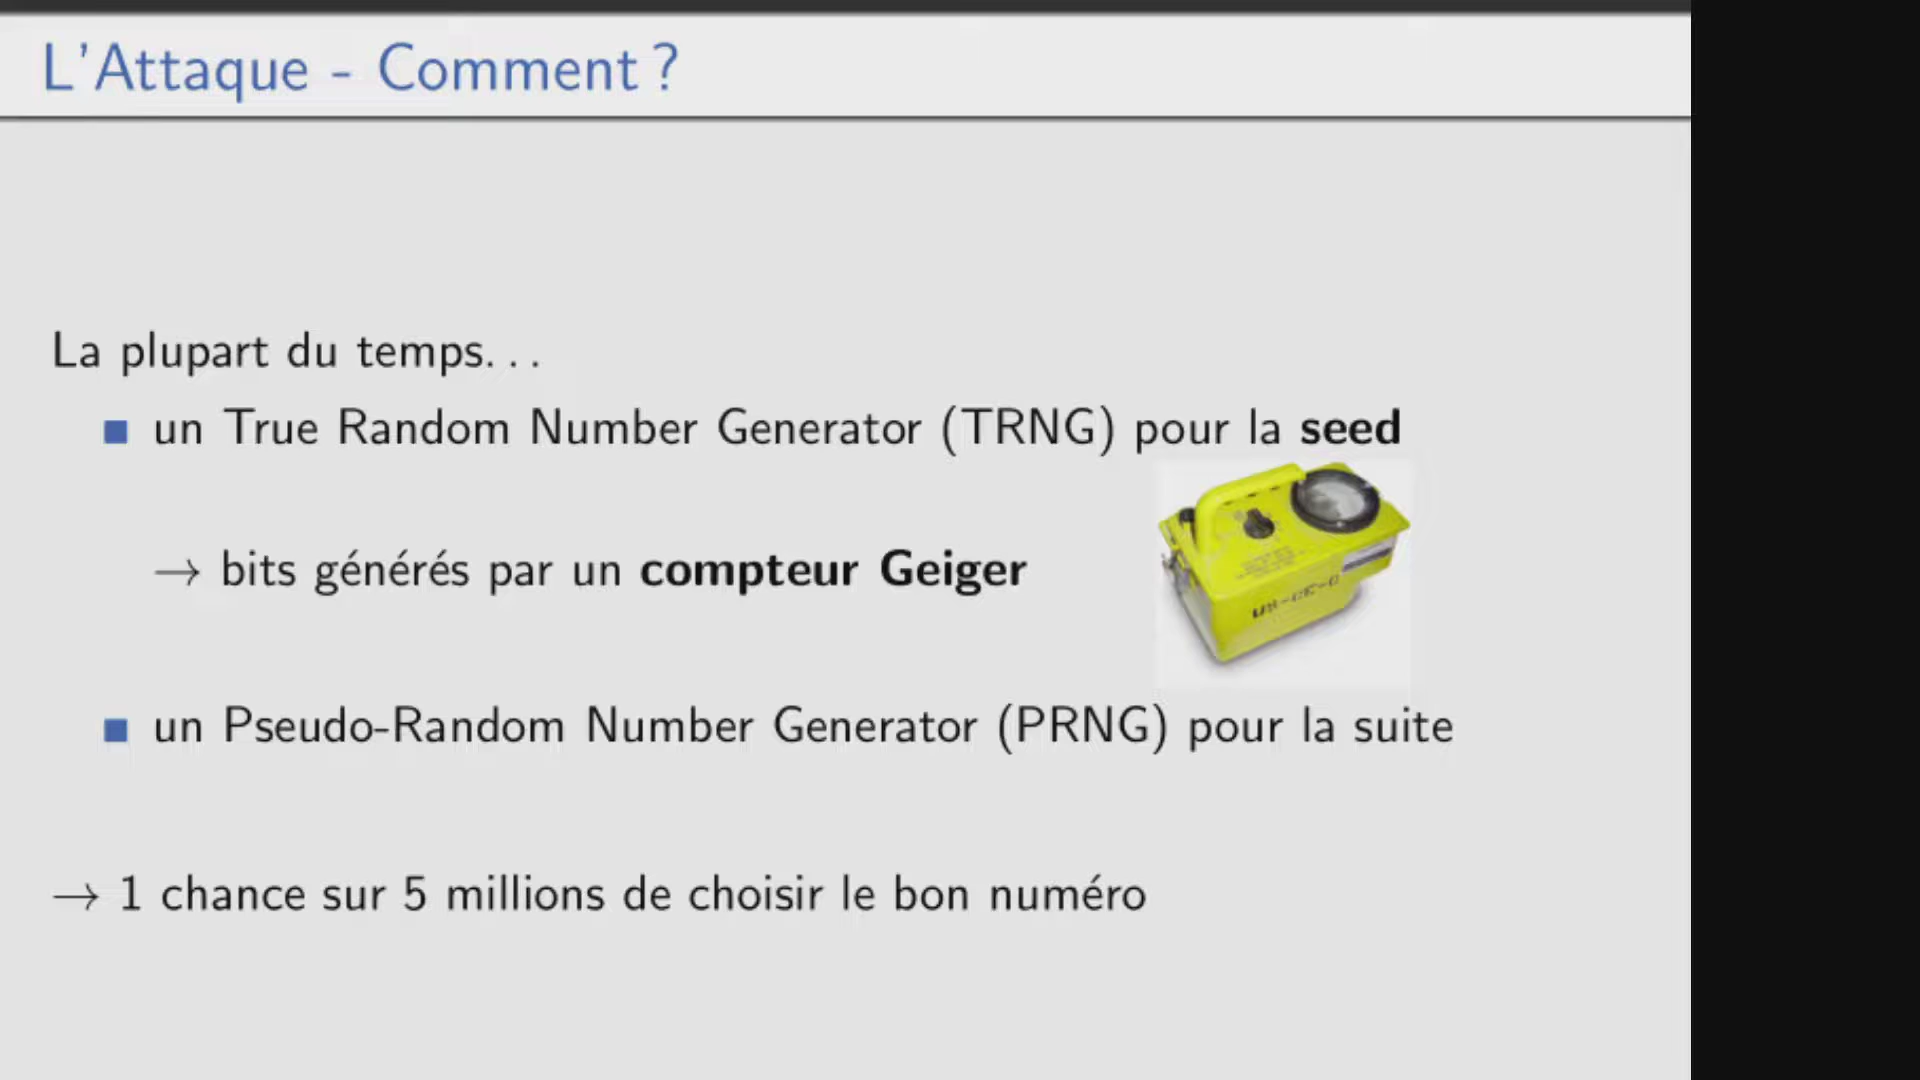 L'Attaque - Comment ?
La plupart du temps. . .
un True Random Number Generator (TRNG) pour la seed
→ bits générés par un compteur Geiger
un Pseudo-Random Number Generator (PRNG) pour la suite
→ 1 chance sur 5 millions de choisir le bon numéro